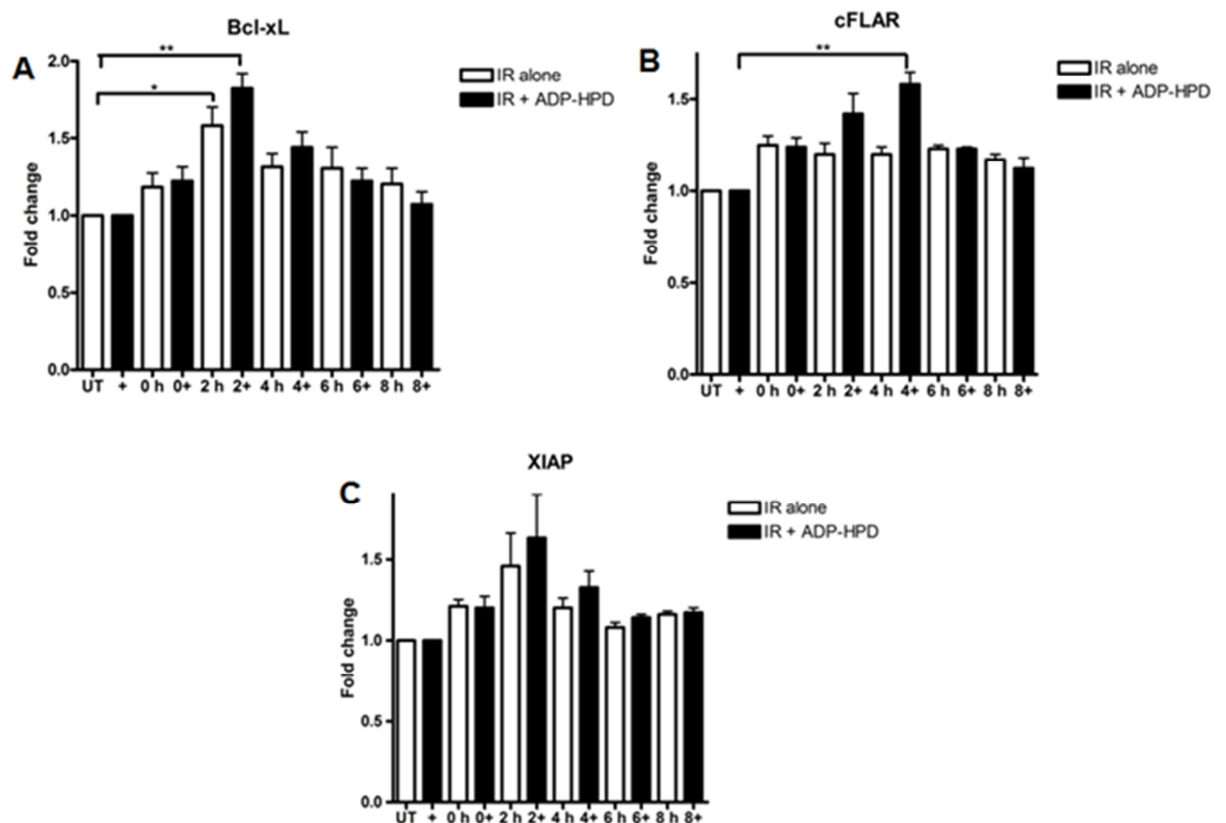 Bcl-xL
A
**
*
Fold change
2.0
1.5
1.0
0.5
0.0
UT + 0 h 0+ 2 h 2+ 4 h 4+ 6 h 6+ 8 h 8+
IR alone
IR + ADP-HPD
cFLAR
B
**
Fold change
1.5
1.0
0.5
0.0
UT + 0 h 0+ 2 h 2+ 4 h 4+ 6 h 6+ 8 h 8+
IR alone
IR + ADP-HPD
XIAP
C
Fold change
1.5
1.0
0.5
0.0
UT + 0 h 0+ 2 h 2+ 4 h 4+ 6 h 6+ 8 h 8+
IR alone
IR + ADP-HPD